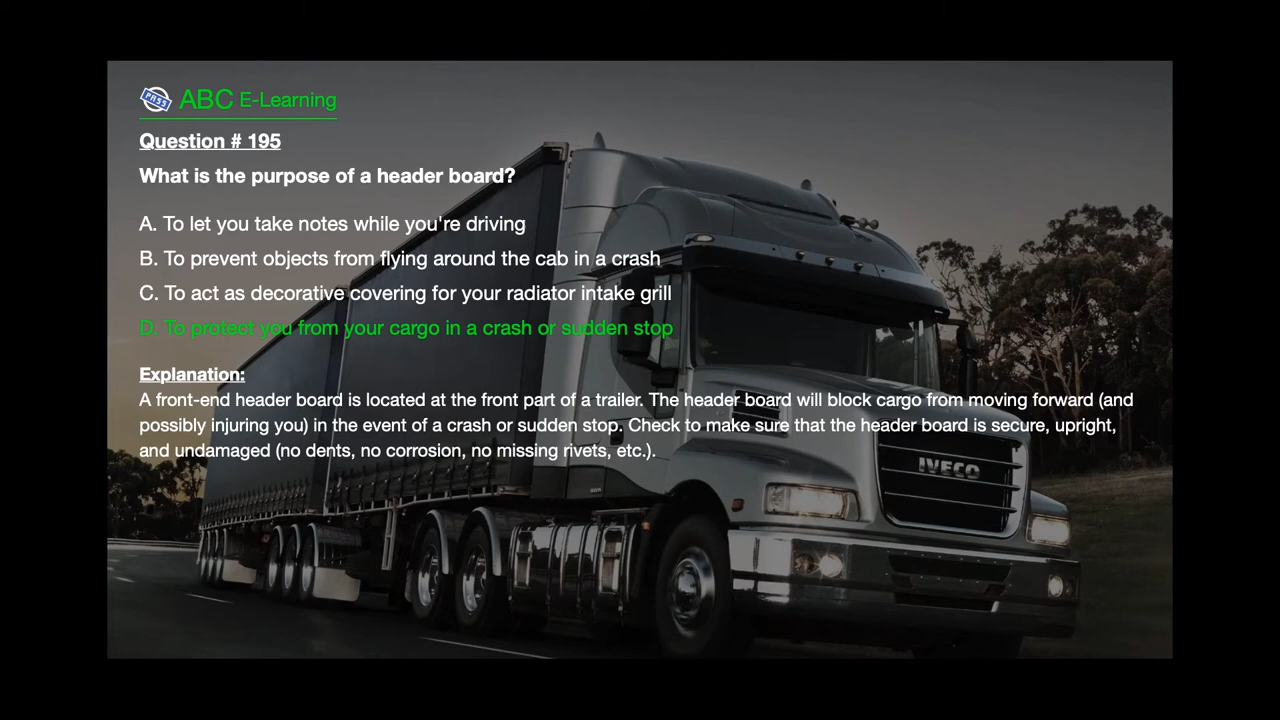 PASS ABC E-Learning
Question # 195
What is the purpose of a header board?
A. To let you take notes while you're driving
B. To prevent objects from flying around the cab in a crash
C. To act as decorative covering for your radiator intake grill
D. To protect you from your cargo in a crash or sudden stop
Explanation:
A front-end header board is located at the front part of a trailer. The header board will block cargo from moving forward (and
possibly injuring you) in the event of a crash or sudden stop. Check to make sure that the header board is secure, upright,
and undamaged (no dents, no corrosion, no missing rivets, etc.).
IVECO